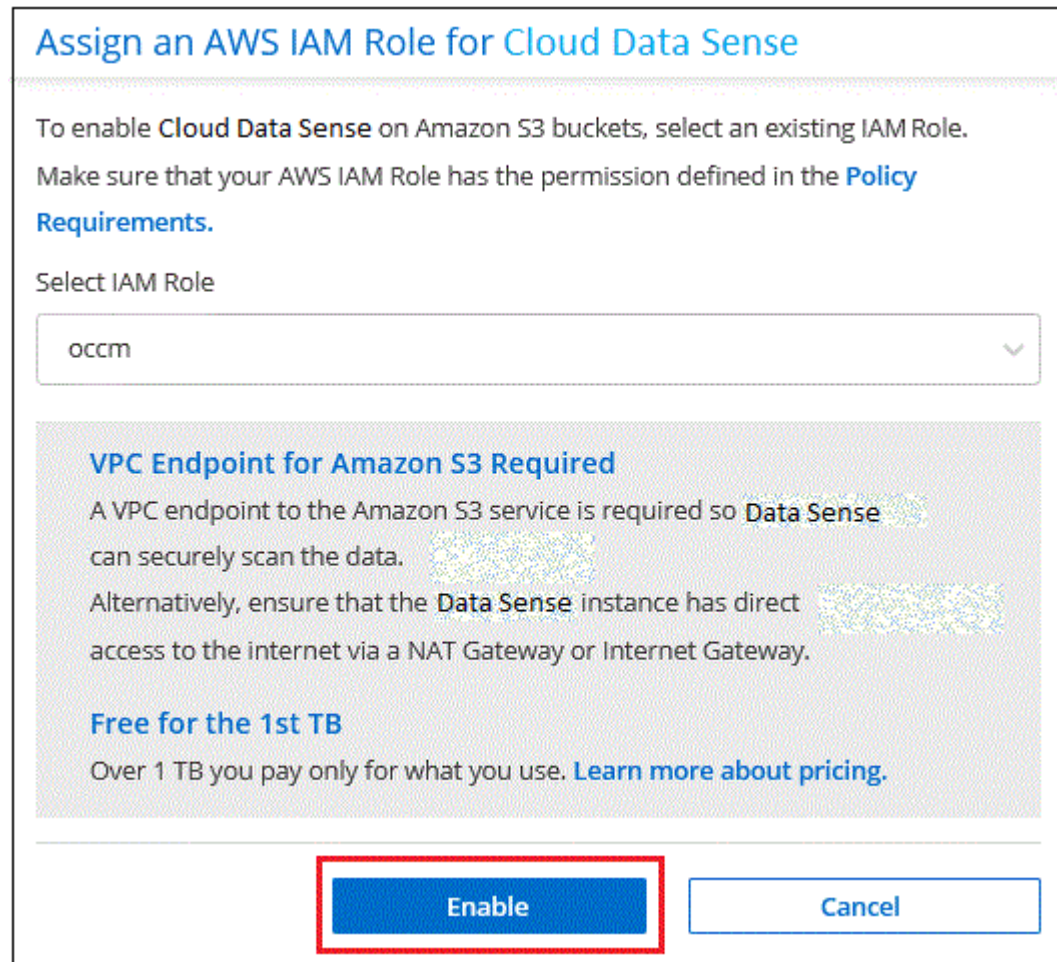 Assign an AWS IAM Role for Cloud Data Sense
To enable Cloud Data Sense on Amazon S3 buckets, select an existing IAM Role.
Make sure that your AWS IAM Role has the permission defined in the Policy
Requirements.
Select IAM Role
occm
VPC Endpoint for Amazon S3 Required
A VPC endpoint to the Amazon S3 service is required so Data Sense
can securely scan the data.
Alternatively, ensure that the Data Sense instance has direct
access to the internet via a NAT Gateway or Internet Gateway.
Free for the 1st TB
Over 1 TB you pay only for what you use. Learn more about pricing.
Enable Cancel